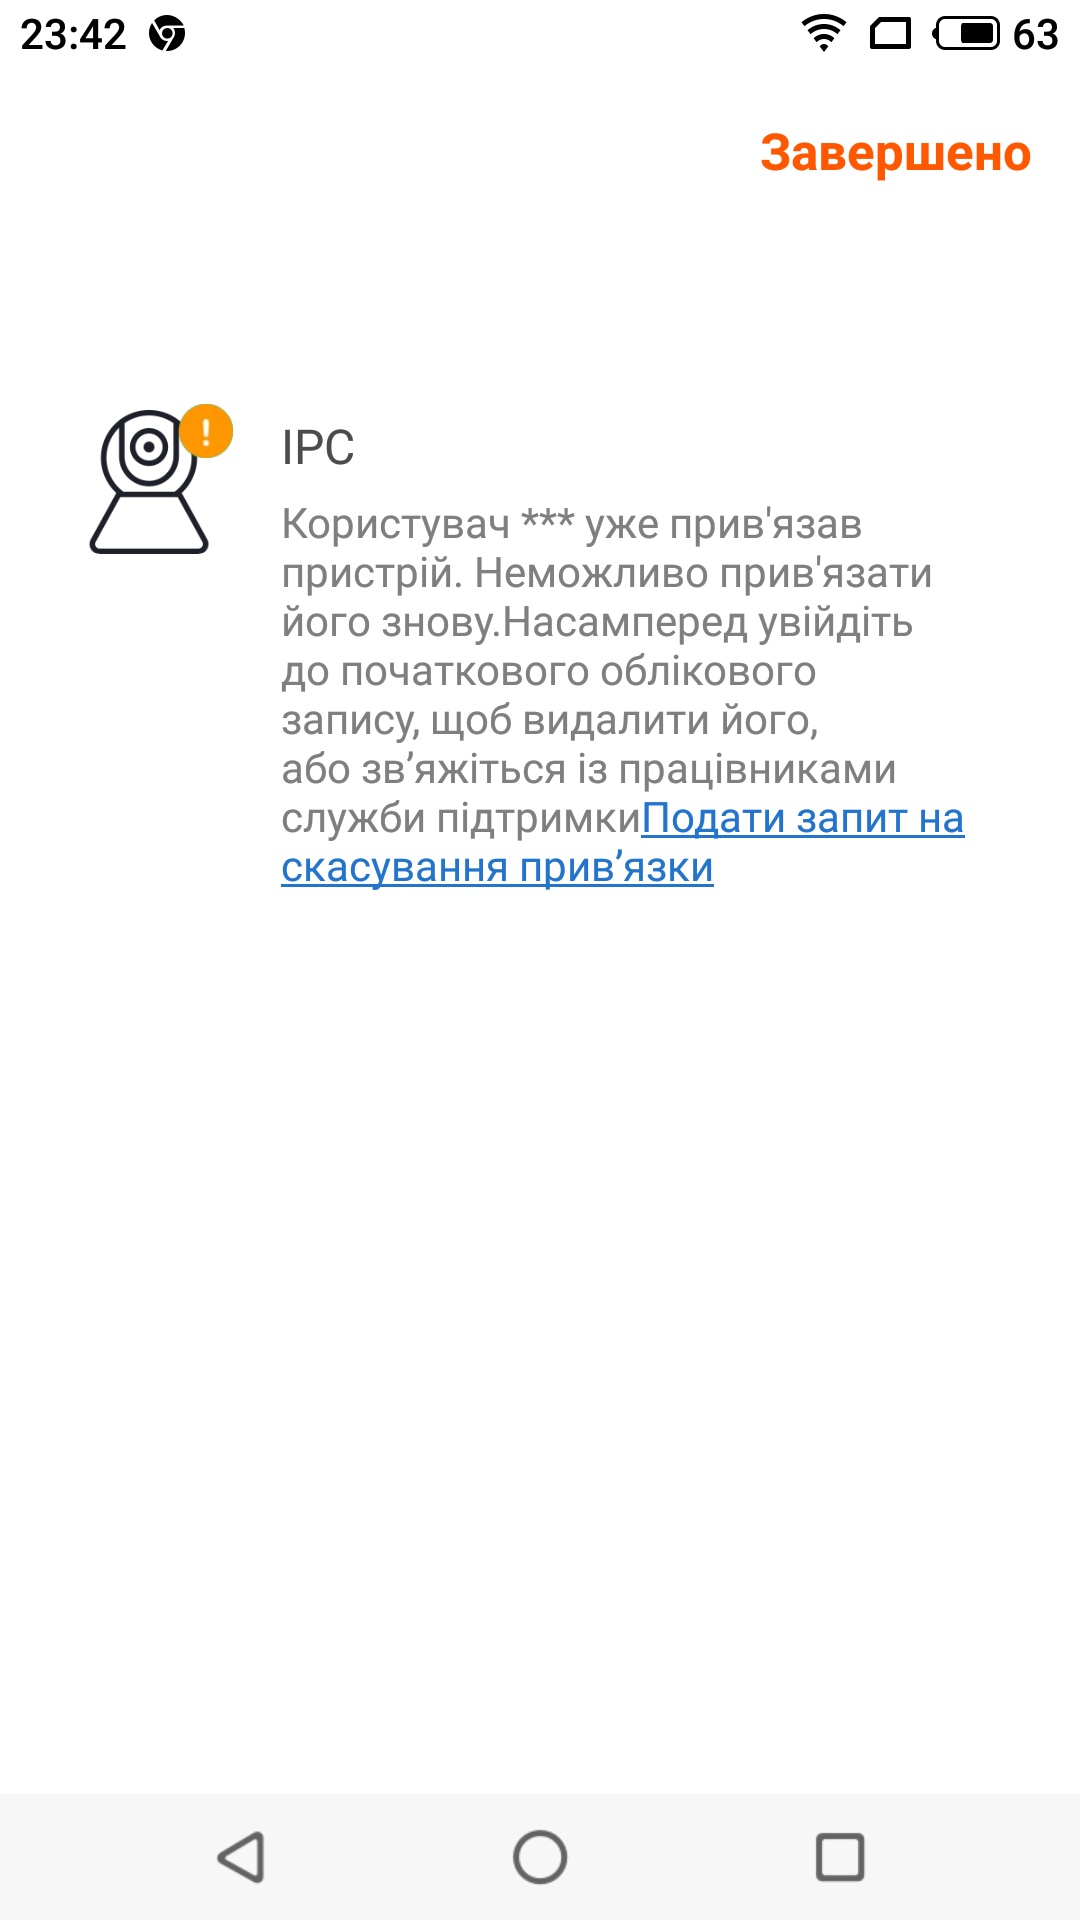 23:42
63
Завершено
IPC
Користувач *** уже прив'язав
пристрій. Неможливо прив'язати
його знову.Насамперед увійдіть
до початкового облікового
запису, щоб видалити його,
або зв’яжіться із працівниками
служби підтримкиПодати запит на
скасування прив’язки